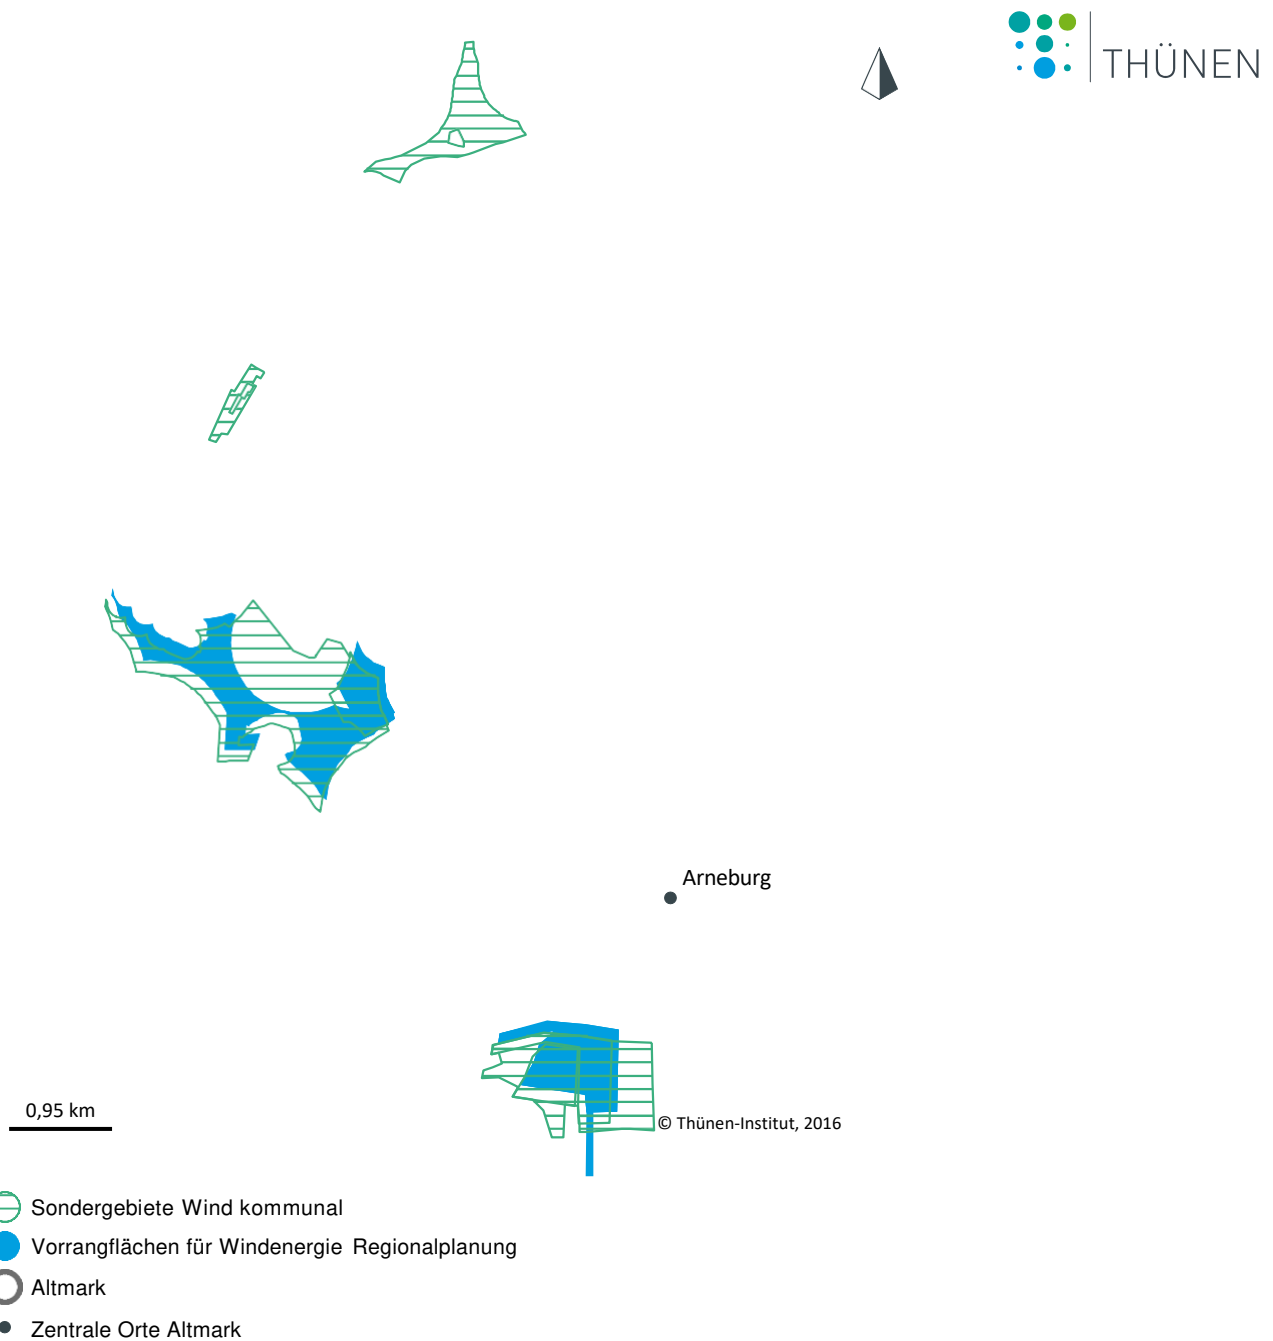 THÜNEN
Arneburg
0,95 km
© Thünen-Institut, 2016
Sondergebiete Wind kommunal
Vorrangflächen für Windenergie Regionalplanung
Altmark
Zentrale Orte Altmark